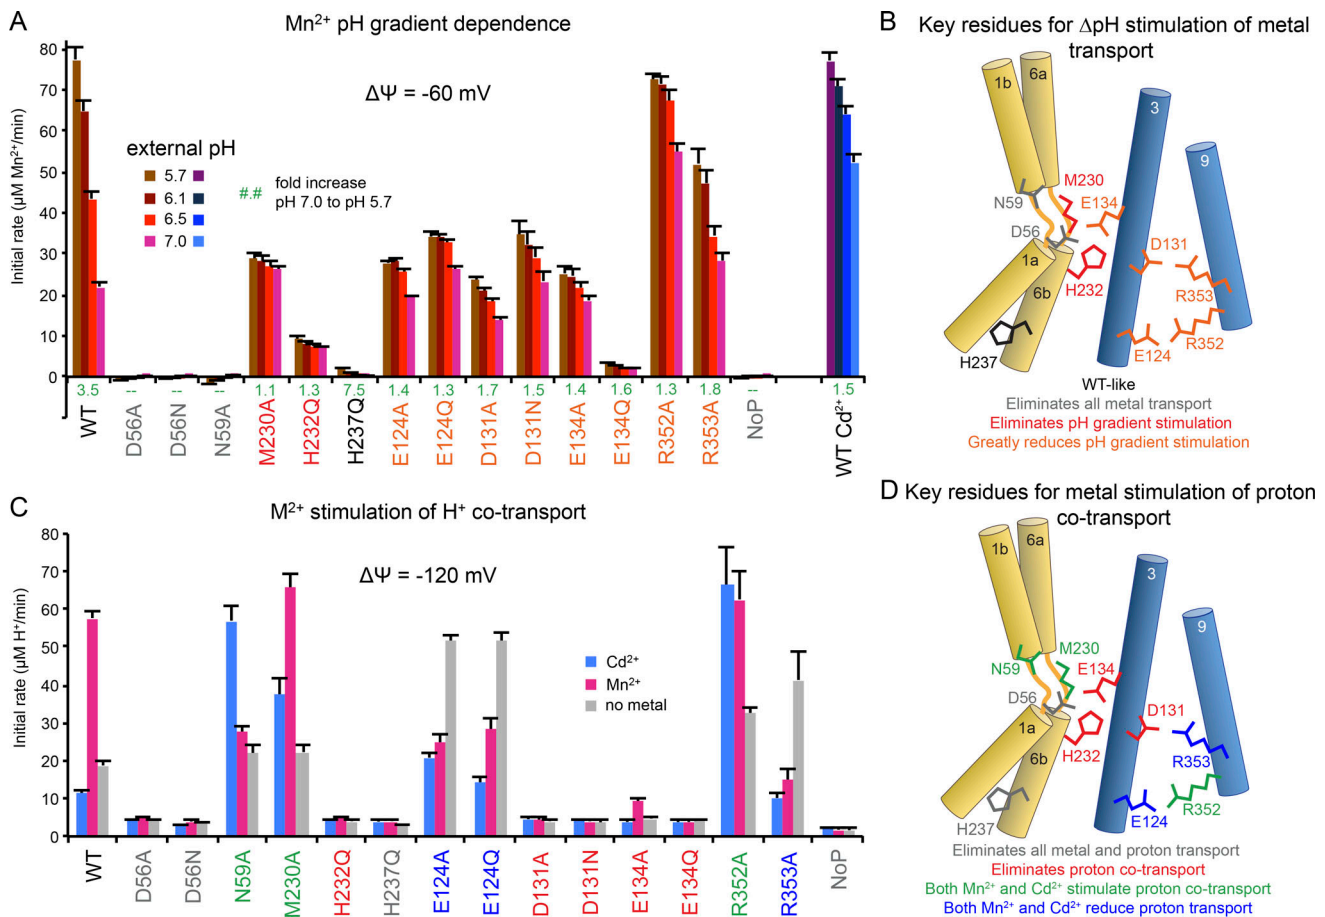 A
Mn²⁺ pH gradient dependence
ΔΨ = -60 mV
Initial rate (µM Mn²⁺/min)
80
70
60
50
40
30
20
10
0
external pH
5.7
6.1
6.5
7.0
#.# fold increase
pH 7.0 to pH 5.7
3.5 -- -- -- 1.1 1.3 7.5 1.4 1.3 1.7 1.5 1.4 1.6 1.3 1.8 -- 1.5
WT D56A D56N N59A M230A H232Q H237Q E124A E124Q D131A D131N E134A E134Q R352A R353A NoP WT Cd²⁺
B
Key residues for ΔpH stimulation of metal
transport
1b
6a
3
9
M230
N59
E134
D56
D131
1a
H232
R353
6b
R352
E124
H237
WT-like
Eliminates all metal transport
Eliminates pH gradient stimulation
Greatly reduces pH gradient stimulation
C
M²⁺ stimulation of H⁺ co-transport
ΔΨ = -120 mV
Initial rate (µM H⁺/min)
80
70
60
50
40
30
20
10
0
Cd²⁺
Mn²⁺
no metal
WT D56A D56N N59A M230A H232Q H237Q E124A E124Q D131A D131N E134A E134Q R352A R353A NoP
D
Key residues for metal stimulation of proton
co-transport
1b
6a
3
9
M230
N59
E134
D56
D131
1a
H232
R353
6b
R352
E124
H237
Eliminates all metal and proton transport
Eliminates proton co-transport
Both Mn²⁺ and Cd²⁺ stimulate proton co-transport
Both Mn²⁺ and Cd²⁺ reduce proton transport